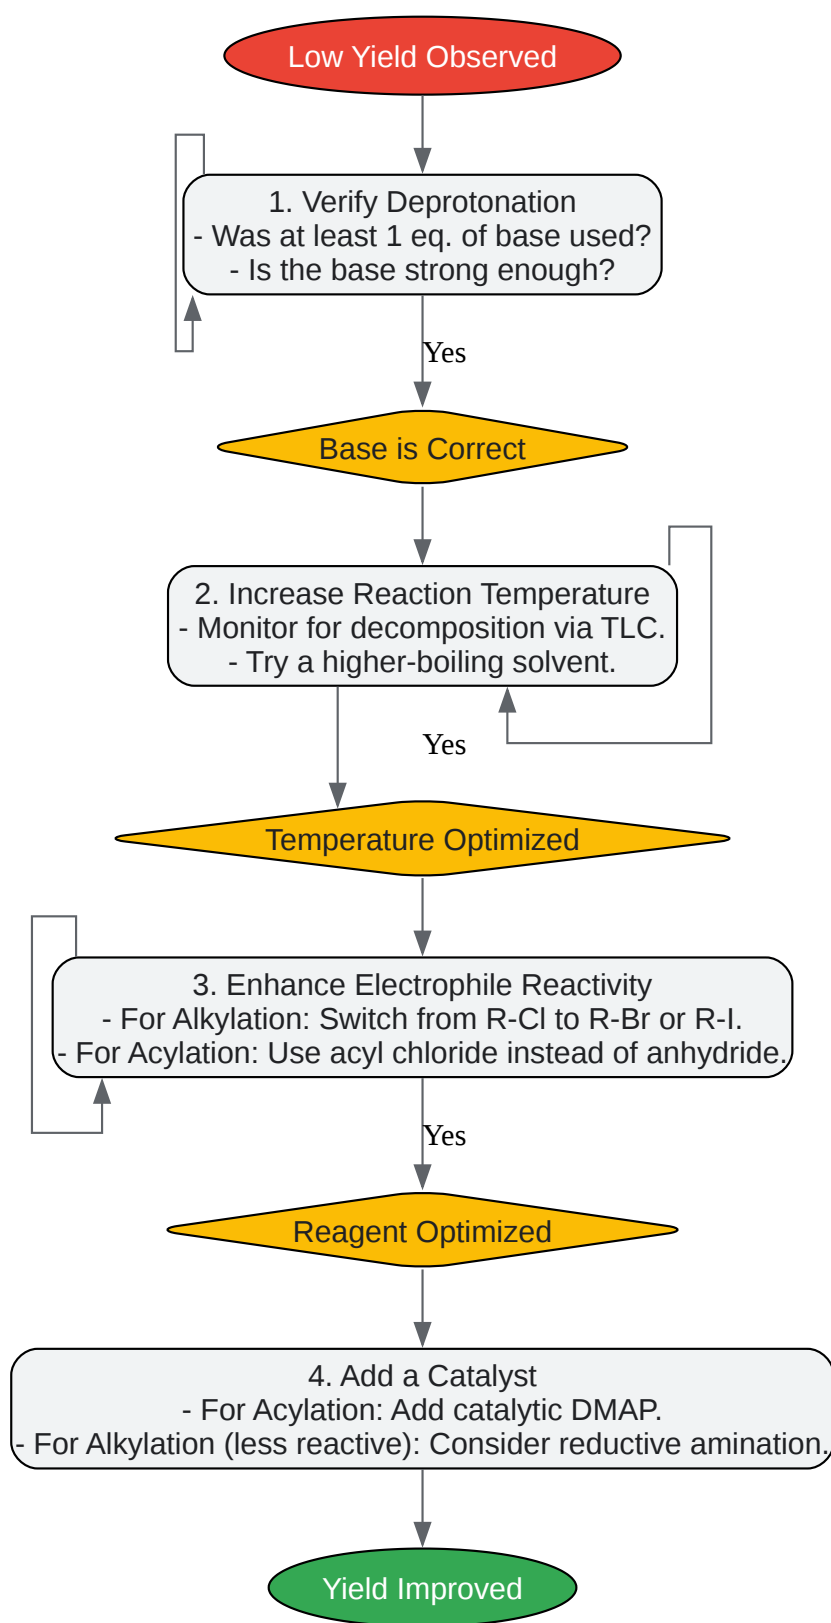 Low Yield Observed
1. Verify Deprotonation
- Was at least 1 eq. of base used?
- Is the base strong enough?
Yes
Base is Correct
2. Increase Reaction Temperature
- Monitor for decomposition via TLC.
- Try a higher-boiling solvent.
Yes
Temperature Optimized
3. Enhance Electrophile Reactivity
- For Alkylation: Switch from R-Cl to R-Br or R-I.
- For Acylation: Use acyl chloride instead of anhydride.
Yes
Reagent Optimized
4. Add a Catalyst
- For Acylation: Add catalytic DMAP.
- For Alkylation (less reactive): Consider reductive amination.
Yield Improved